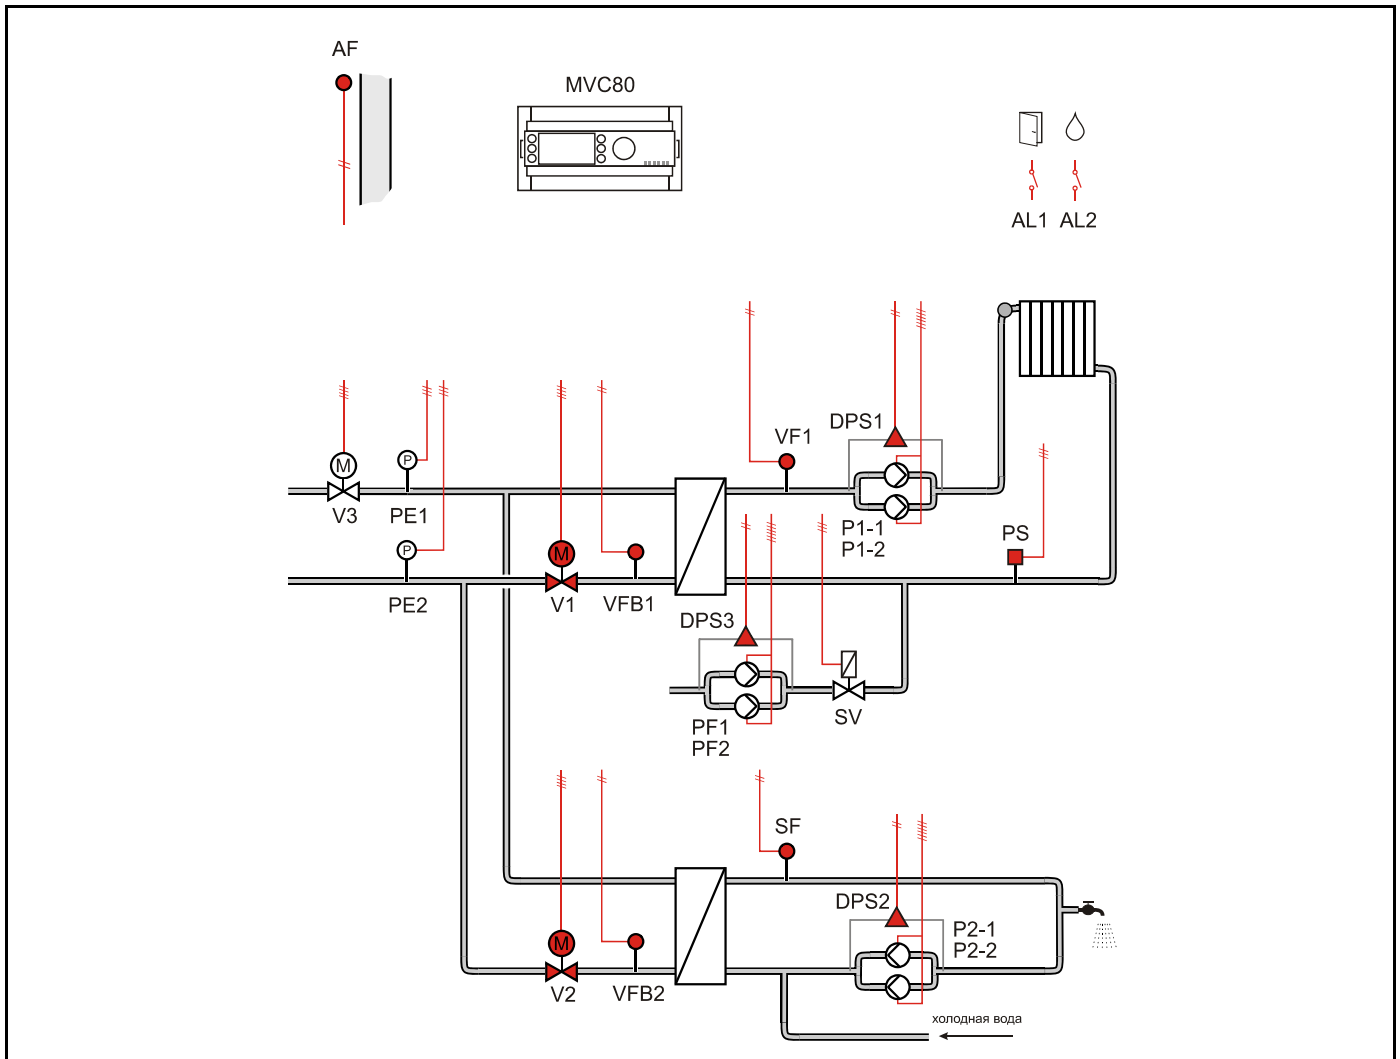 AF
MVC80
AL1 AL2
DPS1
VF1
M
P
V3
PE1
P1-1
P1-2
PS
P
M
PE2
V1
VFB1
DPS3
PF1
PF2
SV
SF
DPS2
P2-1
P2-2
M
V2
VFB2
холодная вода